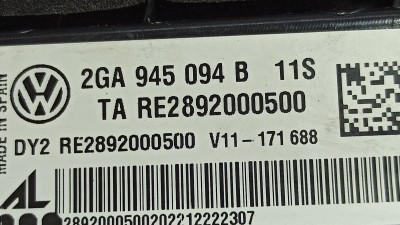 MADE IN SPAIN
2GA 945 094 B 11S
TA RE2892000500
DY2 RE2892000500 V11-171 688
AL
2892000500202212222307